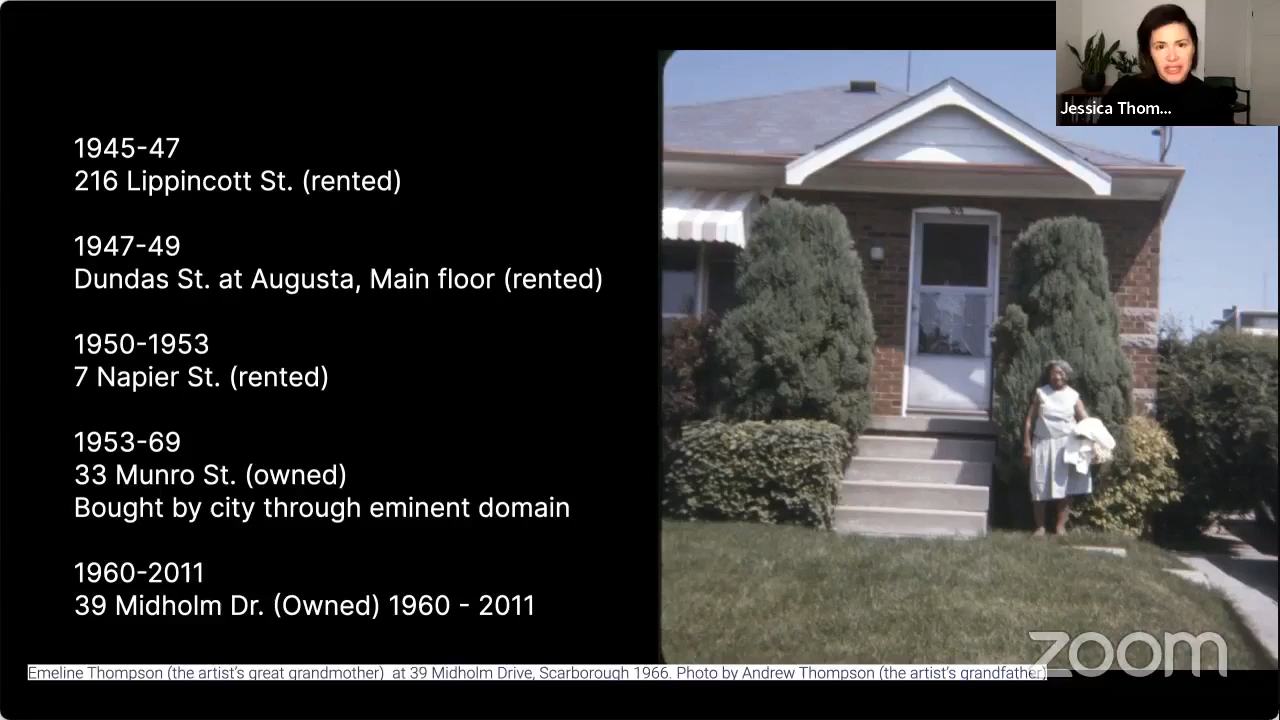 1945-47
216 Lippincott St. (rented)
1947-49
Dundas St. at Augusta, Main floor (rented)
1950-1953
7 Napier St. (rented)
1953-69
33 Munro St. (owned)
Bought by city through eminent domain
1960-2011
39 Midholm Dr. (Owned) 1960 - 2011
Jessica Thom...
Emeline Thompson (the artist's great grandmother) at 39 Midholm Drive, Scarborough 1966. Photo by Andrew Thompson (the artist's grandfather)
zoom